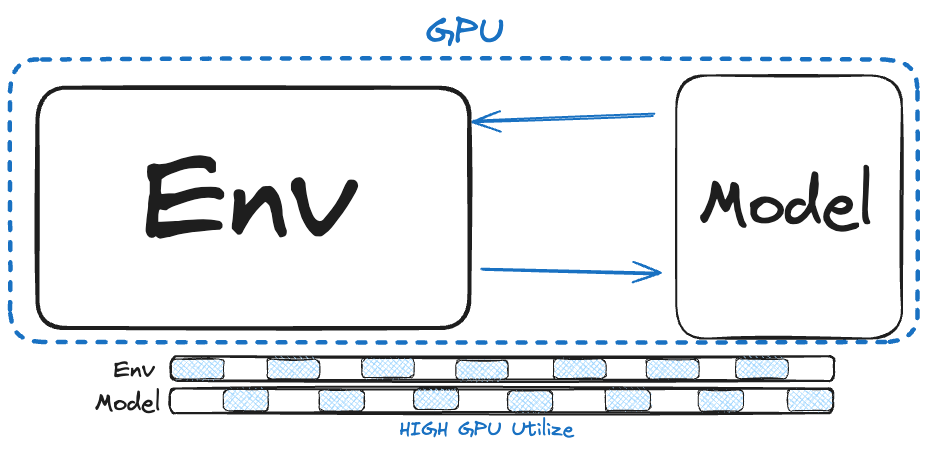 GPU
Env
Model
Env
Model
HIGH GPU Utilize